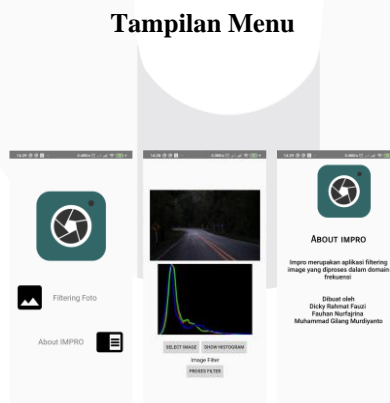 Tampilan Menu
Filtering Foto
About IMPRO
SELECT IMAGE SHOW HISTOGRAM
Image Filter
PROSES FILTER
ABOUT IMPRO
Impro merupakan aplikasi filtering
image yang diproses dalam domain
frekuensi
Dibuat oleh
Dicky Rahmat Fauzi
Fauhan Nurfajrina
Muhammad Gilang Murdiyanto